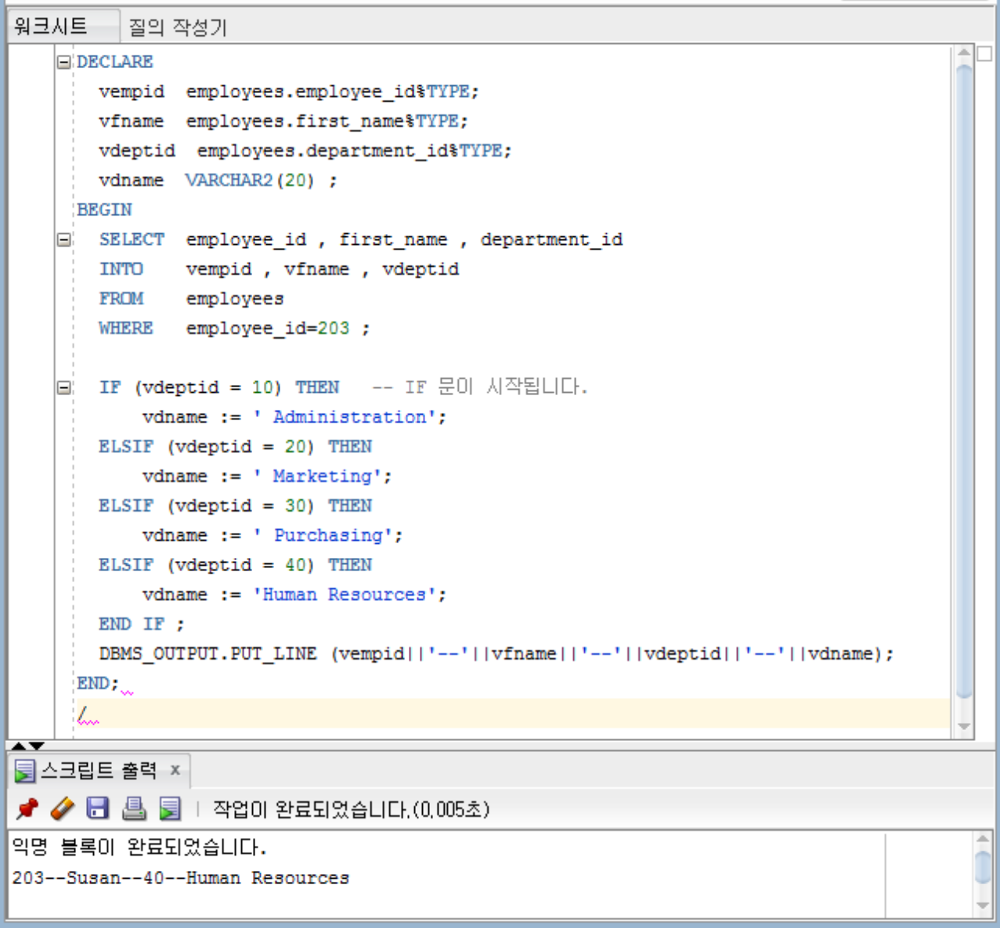 워크시트 질의 작성기
DECLARE
  vempid  employees.employee_id%TYPE;
  vfname  employees.first_name%TYPE;
  vdeptid  employees.department_id%TYPE;
  vdname  VARCHAR2(20) ;
BEGIN
  SELECT  employee_id , first_name , department_id
  INTO    vempid , vfname , vdeptid
  FROM    employees
  WHERE   employee_id=203 ;
  IF (vdeptid = 10) THEN   -- IF 문이 시작됩니다.
      vdname := ' Administration';
  ELSIF (vdeptid = 20) THEN
      vdname := ' Marketing';
  ELSIF (vdeptid = 30) THEN
      vdname := ' Purchasing';
  ELSIF (vdeptid = 40) THEN
      vdname := 'Human Resources';
  END IF ;
  DBMS_OUTPUT.PUT_LINE (vempid||'--'||vfname||'--'||vdeptid||'--'||vdname);
END;
/
스크립트 출력 x
작업이 완료되었습니다.(0.005초)
익명 블록이 완료되었습니다.
203--Susan--40--Human Resources